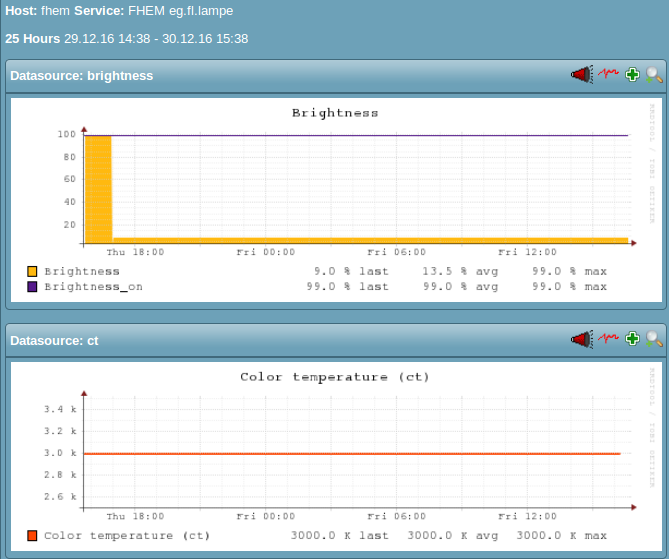 Host: fhem Service: FHEM eg.fl.lampe
25 Hours 29.12.16 14:38 - 30.12.16 15:38
Datasource: brightness
Brightness
100
80
60
40
20
Thu 18:00 Fri 00:00 Fri 06:00 Fri 12:00
Brightness 9.0 % last 13.5 % avg 99.0 % max
Brightness_on 99.0 % last 99.0 % avg 99.0 % max
RRDTOOL / TOBI OETIKER
Datasource: ct
Color temperature (ct)
3.4 k
3.2 k
3.0 k
2.8 k
2.6 k
Thu 18:00 Fri 00:00 Fri 06:00 Fri 12:00
Color temperature (ct) 3000.0 K last 3000.0 K avg 3000.0 K max
RRDTOOL / TOBI OETIKER